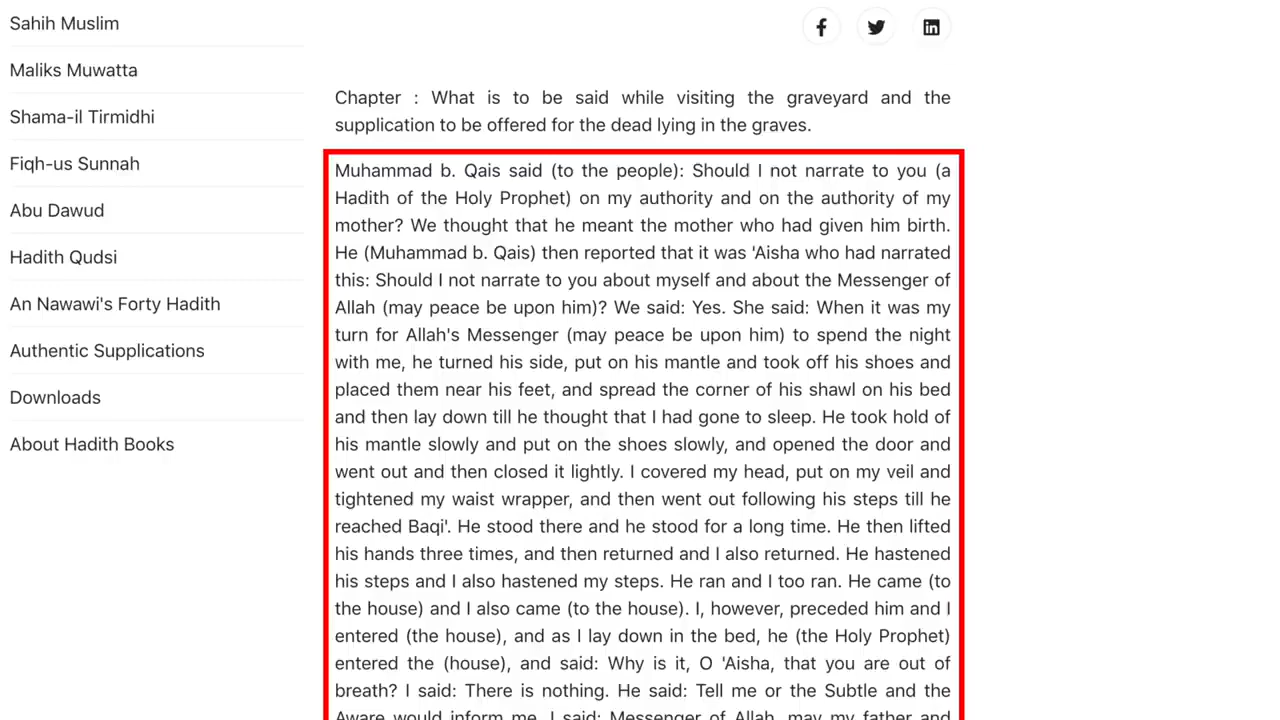 Sahih Muslim
Maliks Muwatta
Shama-il Tirmidhi
Fiqh-us Sunnah
Abu Dawud
Hadith Qudsi
An Nawawi's Forty Hadith
Authentic Supplications
Downloads
About Hadith Books
Chapter : What is to be said while visiting the graveyard and the
supplication to be offered for the dead lying in the graves.
Muhammad b. Qais said (to the people): Should I not narrate to you (a
Hadith of the Holy Prophet) on my authority and on the authority of my
mother? We thought that he meant the mother who had given him birth.
He (Muhammad b. Qais) then reported that it was 'Aisha who had narrated
this: Should I not narrate to you about myself and about the Messenger of
Allah (may peace be upon him)? We said: Yes. She said: When it was my
turn for Allah's Messenger (may peace be upon him) to spend the night
with me, he turned his side, put on his mantle and took off his shoes and
placed them near his feet, and spread the corner of his shawl on his bed
and then lay down till he thought that I had gone to sleep. He took hold of
his mantle slowly and put on the shoes slowly, and opened the door and
went out and then closed it lightly. I covered my head, put on my veil and
tightened my waist wrapper, and then went out following his steps till he
reached Baqi'. He stood there and he stood for a long time. He then lifted
his hands three times, and then returned and I also returned. He hastened
his steps and I also hastened my steps. He ran and I too ran. He came (to
the house) and I also came (to the house). I, however, preceded him and I
entered (the house), and as I lay down in the bed, he (the Holy Prophet)
entered the (house), and said: Why is it, O 'Aisha, that you are out of
breath? I said: There is nothing. He said: Tell me or the Subtle and the
Aware would inform me. I said: Messenger of Allah, may my father and